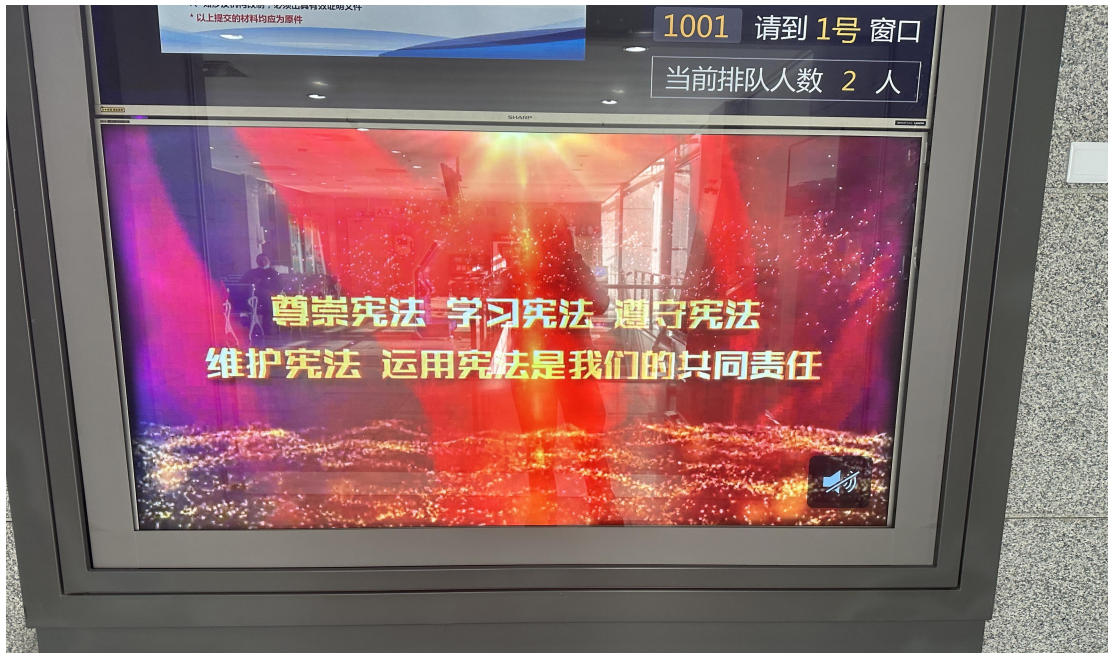 * 以上提交的材料均应为原件
1001 请到 1号 窗口
当前排队人数 2 人
SHARP
尊崇宪法 学习宪法 遵守宪法
维护宪法 运用宪法是我们的共同责任